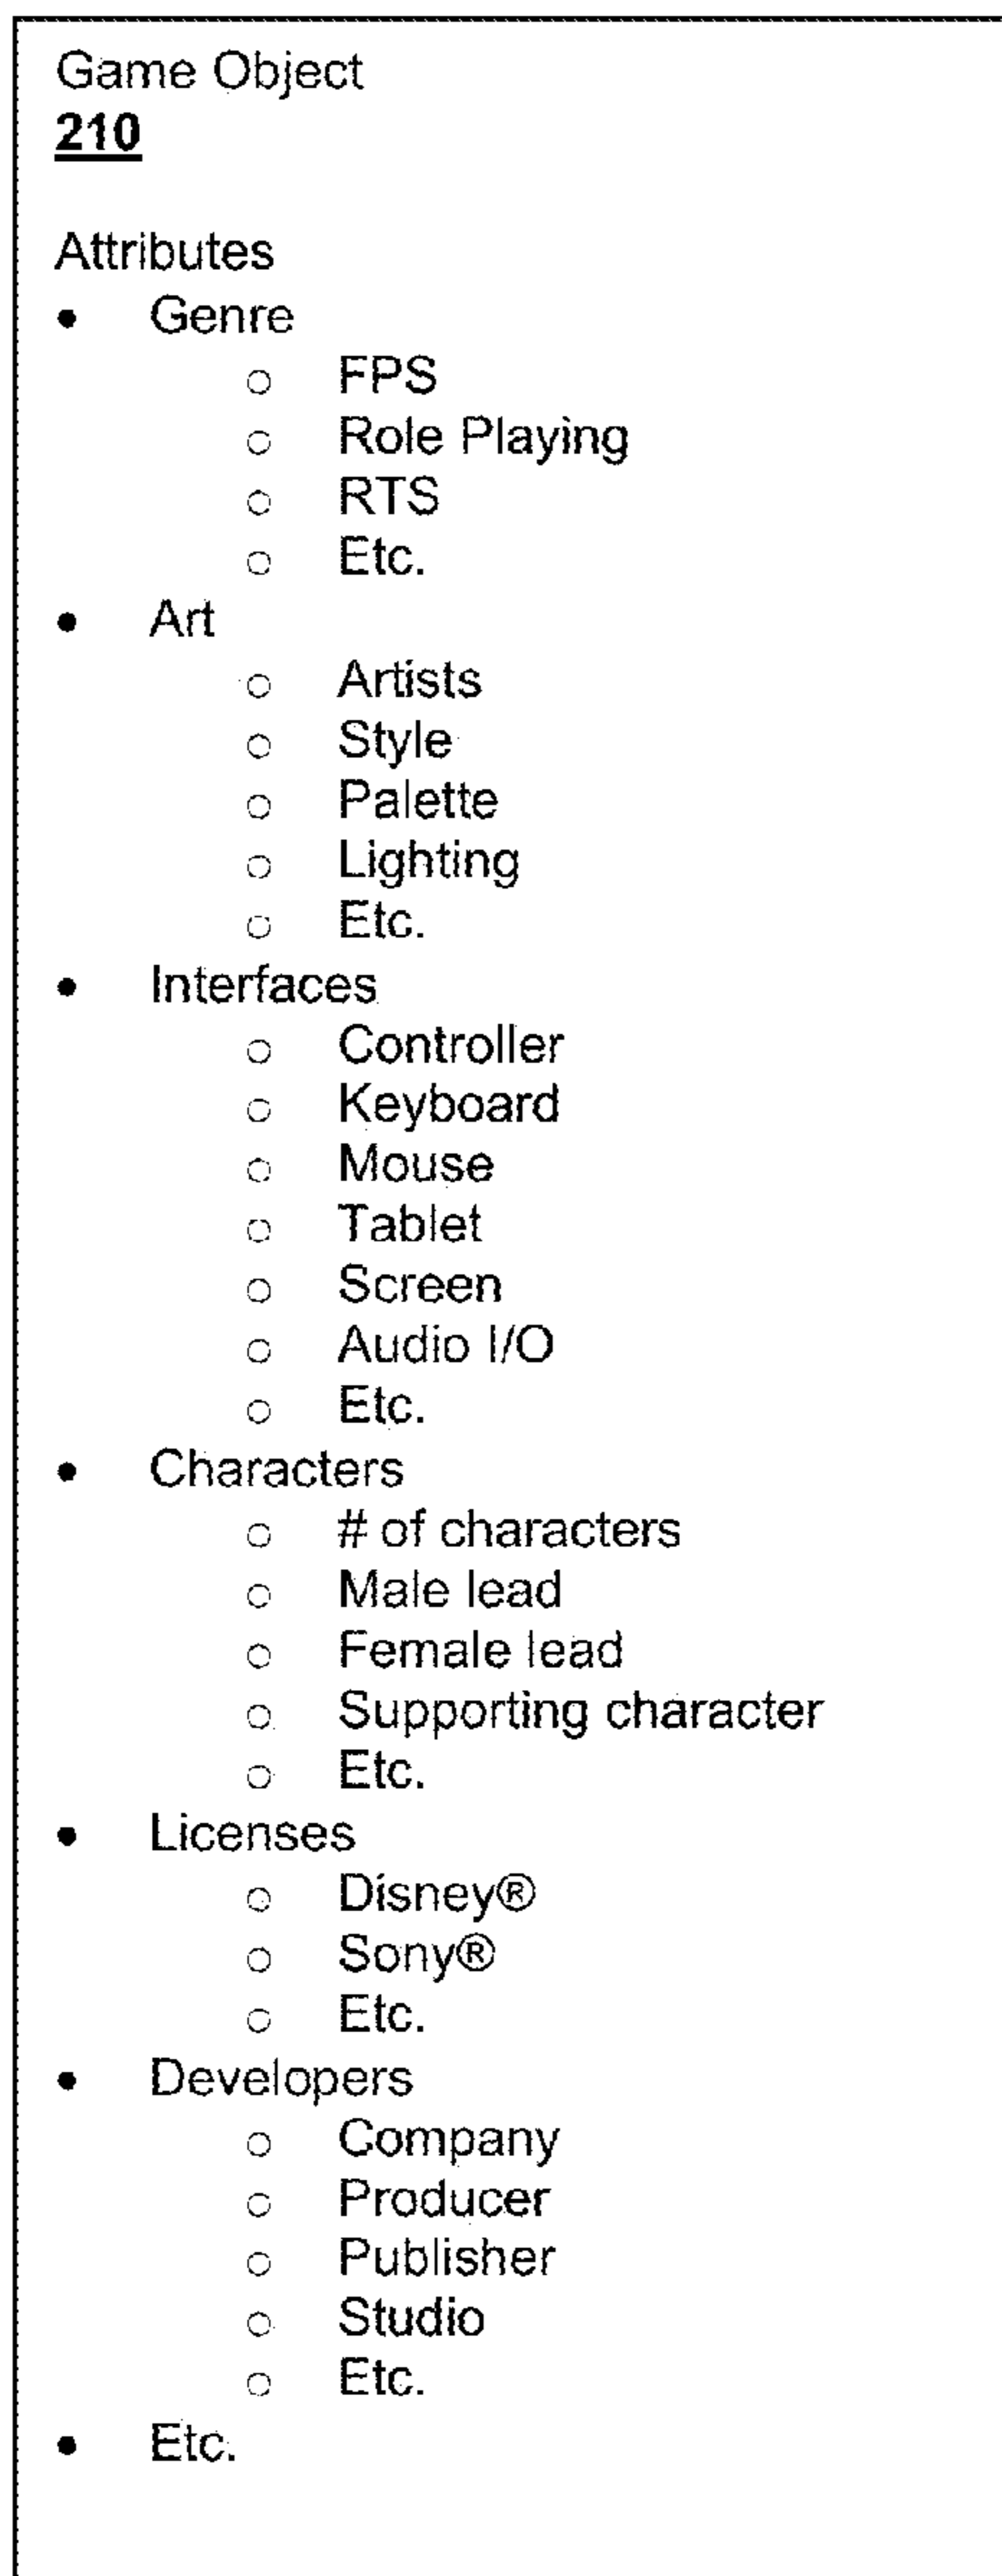 Game Object
210
Attributes
• Genre
○ FPS
○ Role Playing
○ RTS
○ Etc.
• Art
○ Artists
○ Style
○ Palette
○ Lighting
○ Etc.
• Interfaces
○ Controller
○ Keyboard
○ Mouse
○ Tablet
○ Screen
○ Audio I/O
○ Etc.
• Characters
○ # of characters
○ Male lead
○ Female lead
○ Supporting character
○ Etc.
• Licenses
○ Disney®
○ Sony®
○ Etc.
• Developers
○ Company
○ Producer
○ Publisher
○ Studio
○ Etc.
• Etc.